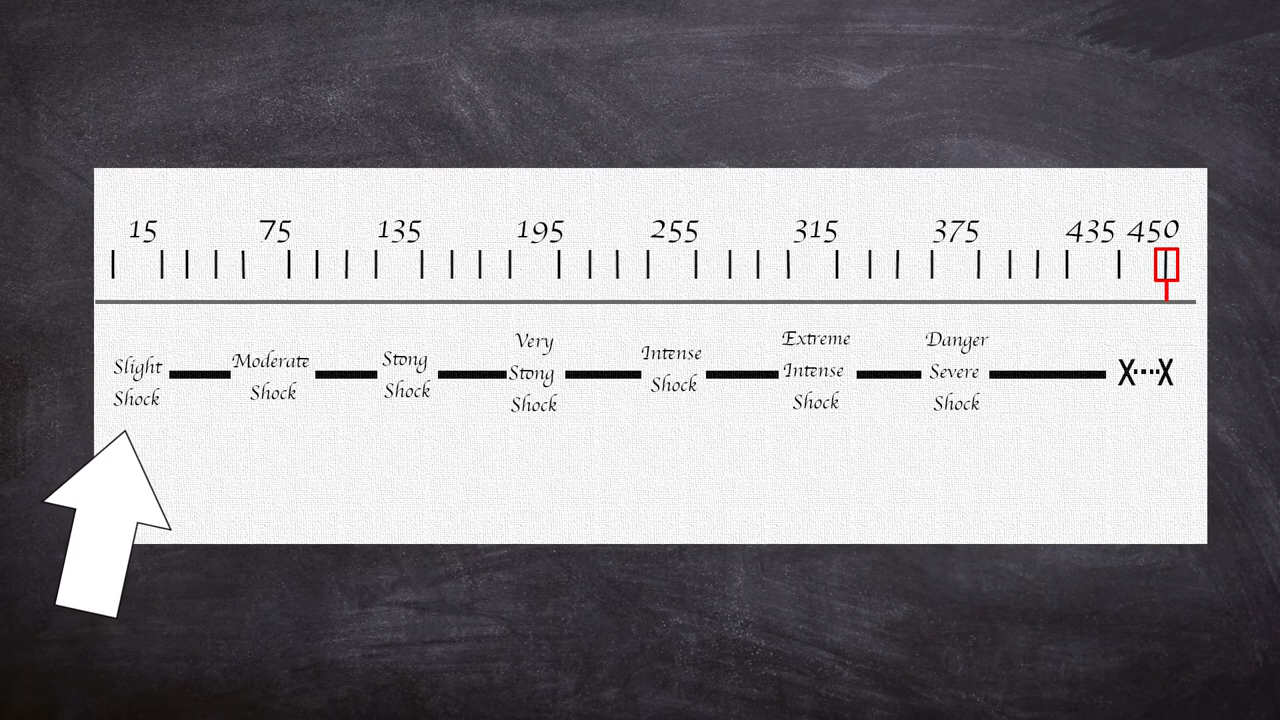 15 75 135 195 255 315 375 435 450
Slight
Shock
Moderate
Shock
Stong
Shock
Very
Stong
Shock
Intense
Shock
Extreme
Intense
Shock
Danger
Severe
Shock
X····X